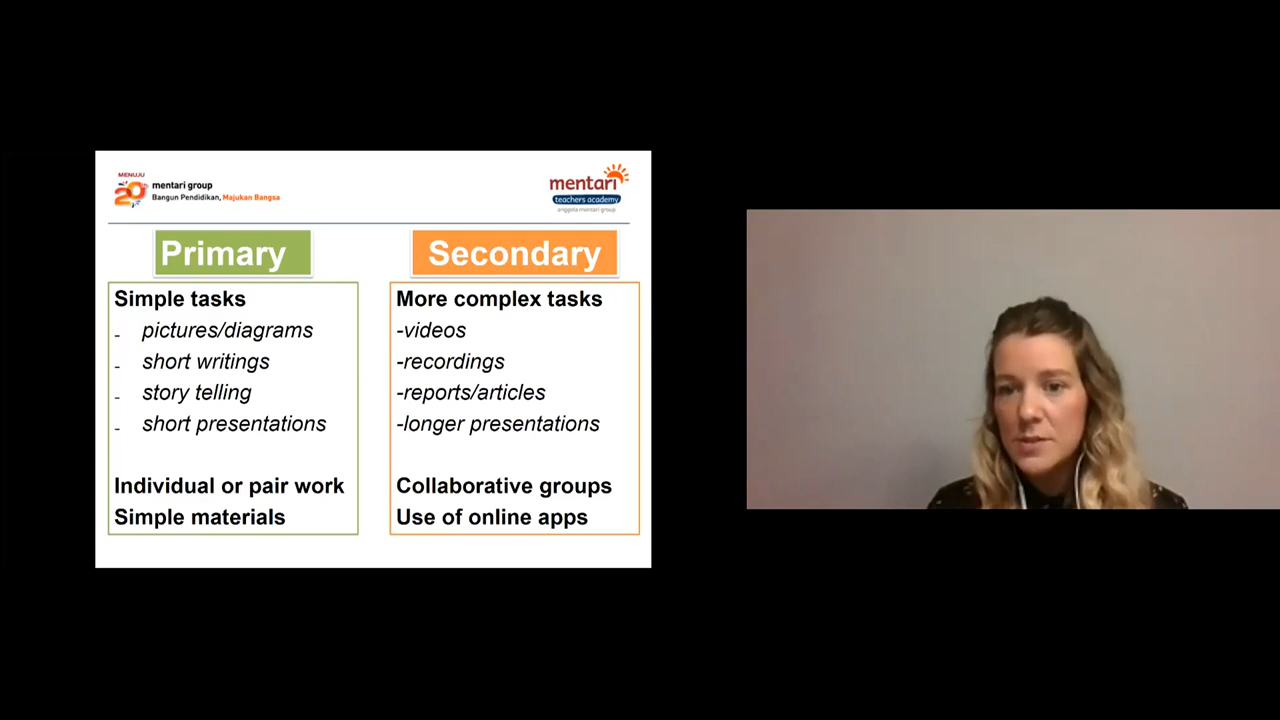 MENUJU
20th
mentari group
Bangun Pendidikan, Majukan Bangsa
mentari
teachers academy
anggota mentari group
Primary
Simple tasks
- pictures/diagrams
- short writings
- story telling
- short presentations
Individual or pair work
Simple materials
Secondary
More complex tasks
-videos
-recordings
-reports/articles
-longer presentations
Collaborative groups
Use of online apps